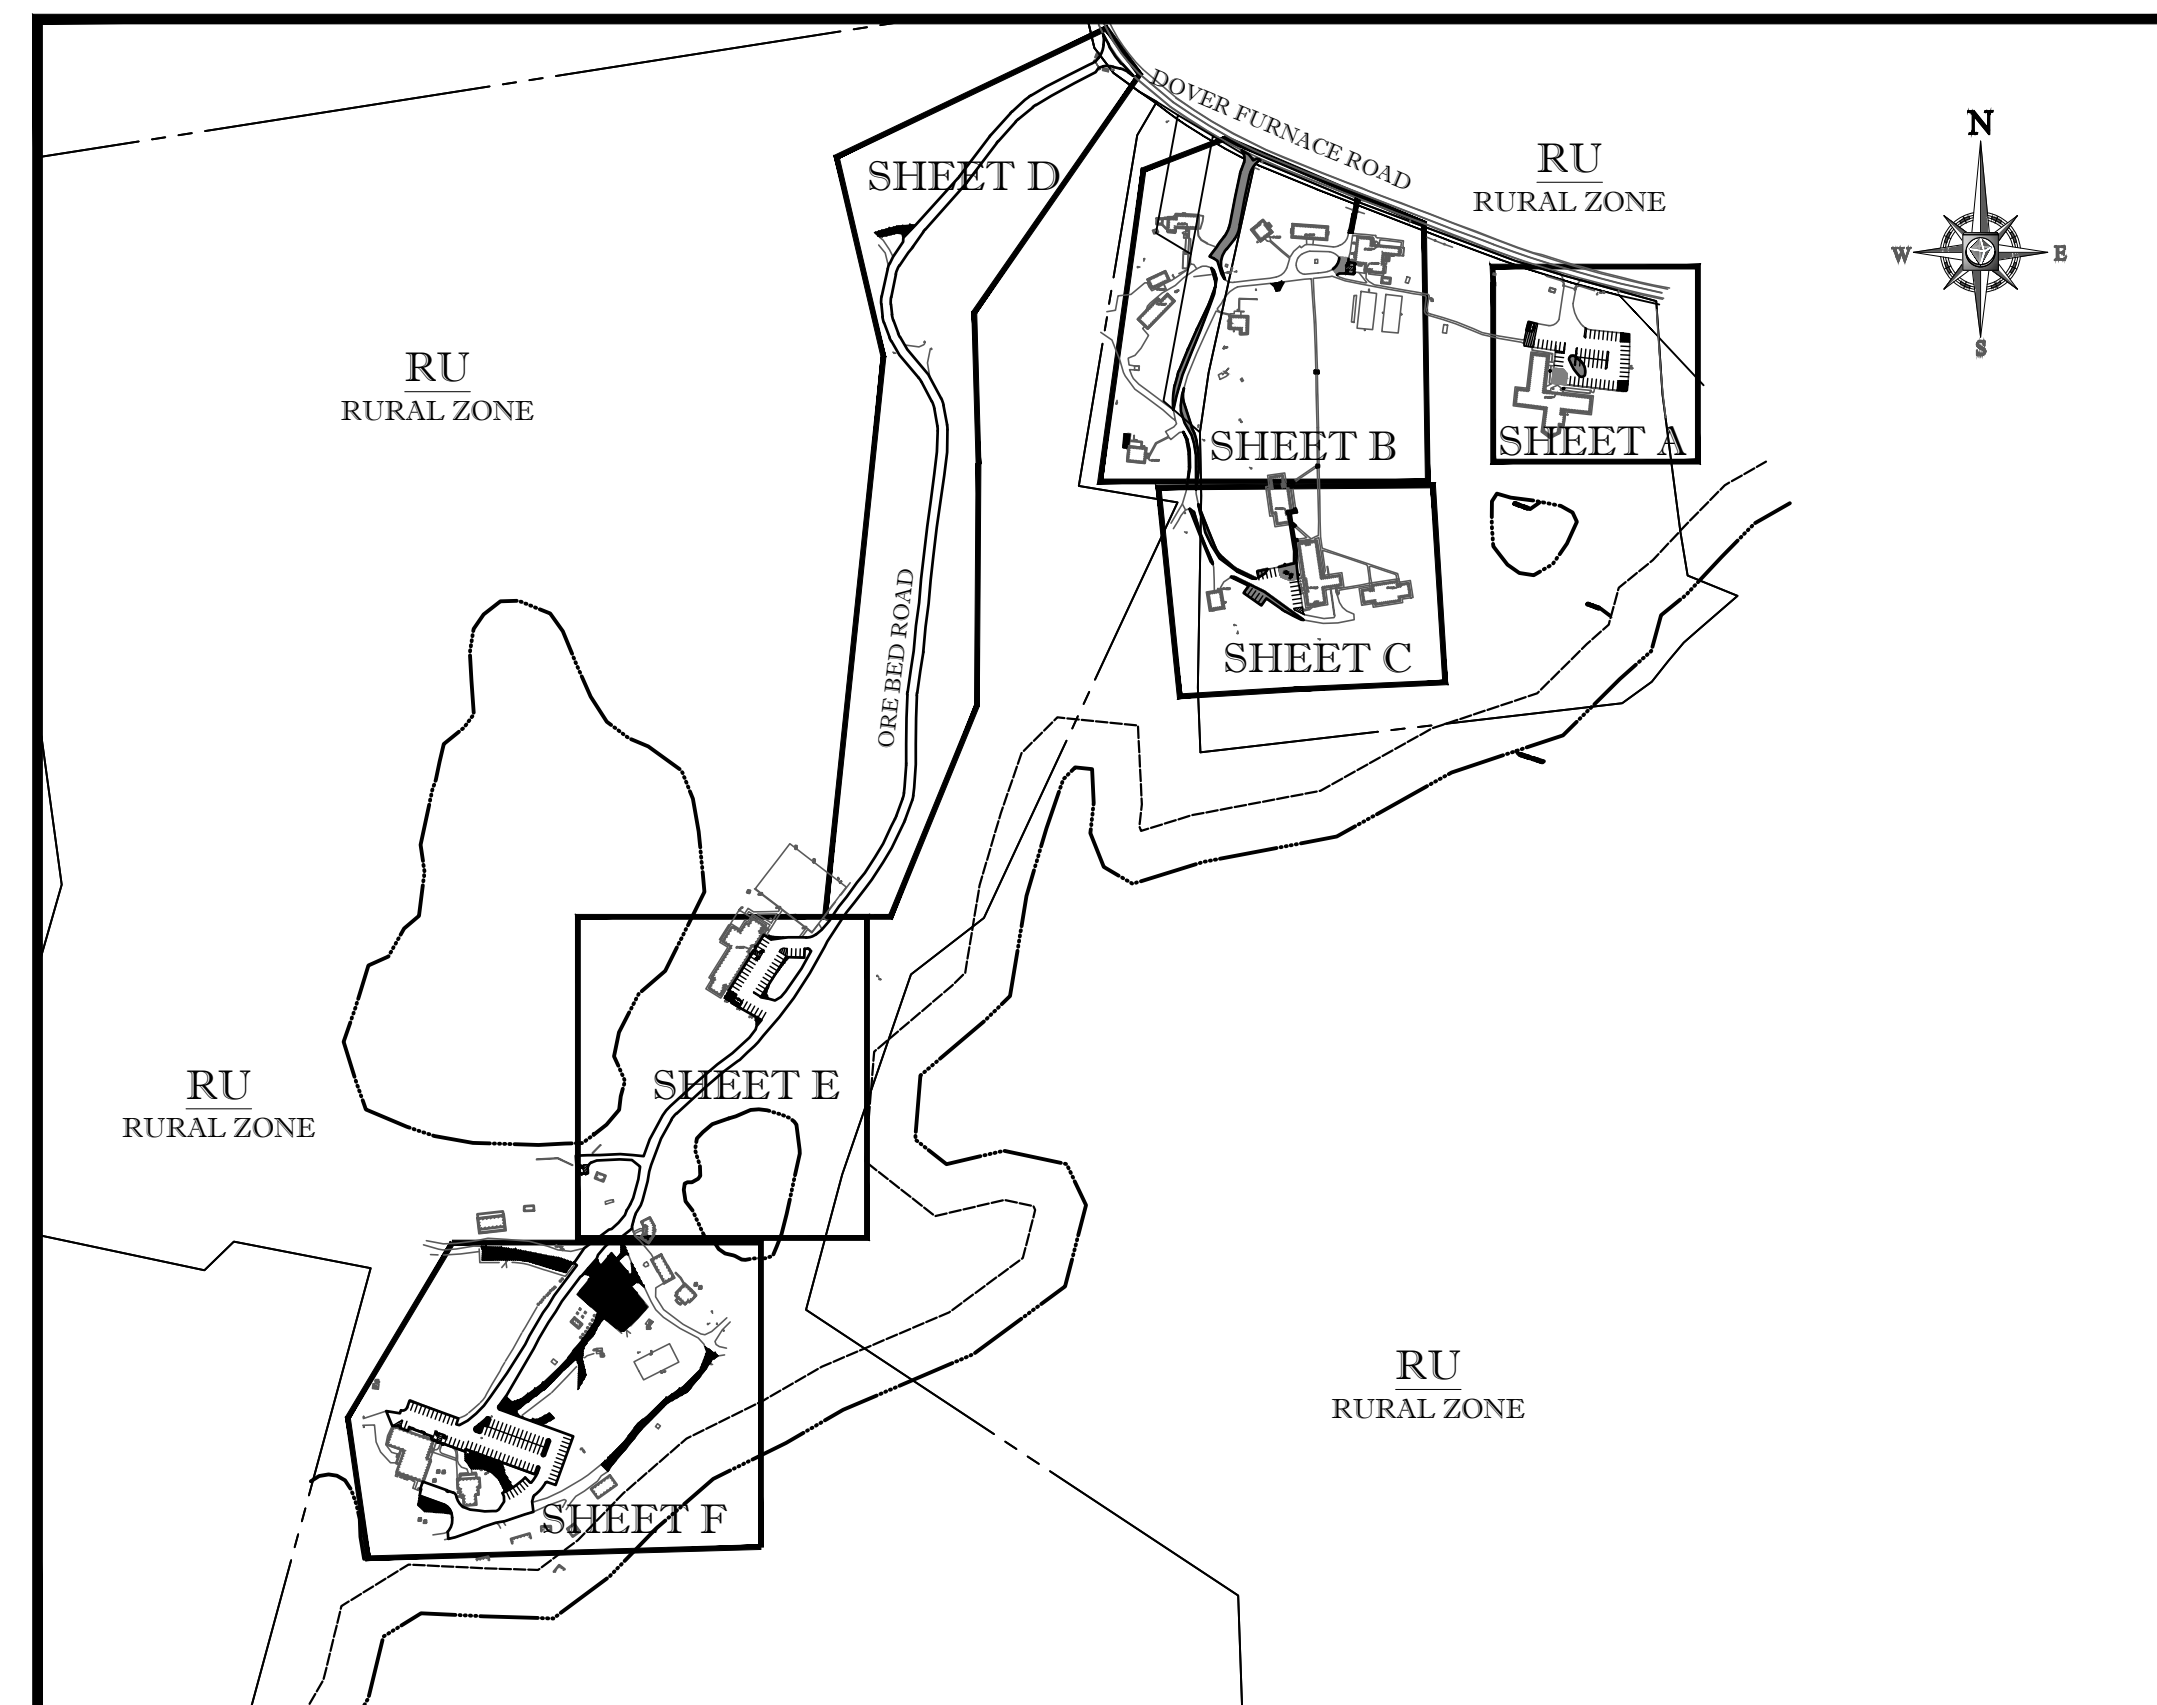 DOVER FURNACE ROAD
N
RU
RURAL ZONE
SHEET D
W
E
S
RU
RURAL ZONE
SHEET B
SHEET A
ORE BED ROAD
SHEET C
RU
RURAL ZONE
SHEET E
RU
RURAL ZONE
SHEET F